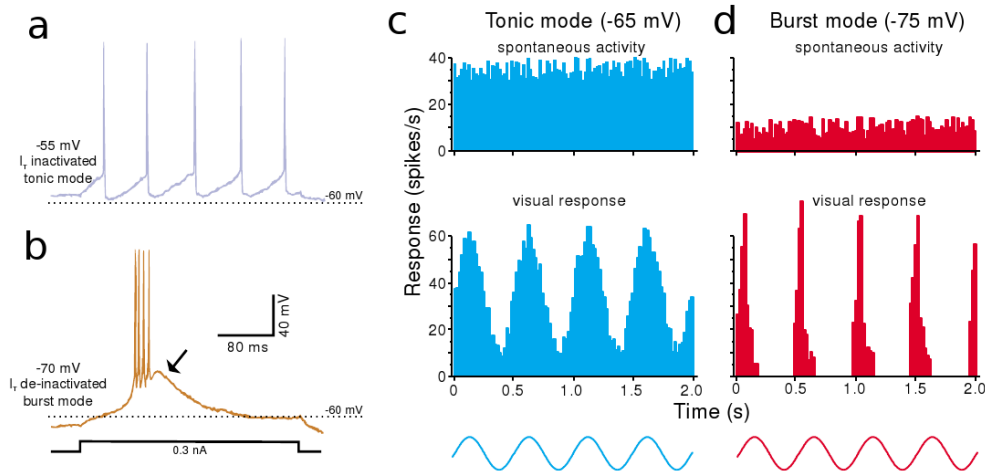 a
-55 mV
I_T inactivated
tonic mode
-60 mV
b
40 mV
80 ms
-70 mV
I_T de-inactivated
burst mode
-60 mV
0.3 nA
c
Tonic mode (-65 mV)
spontaneous activity
40
20
0
Response (spikes/s)
visual response
60
40
20
0
0
0.5
1.0
1.5
2.0
d
Burst mode (-75 mV)
spontaneous activity
visual response
0
0.5
1.0
1.5
2.0
Time (s)